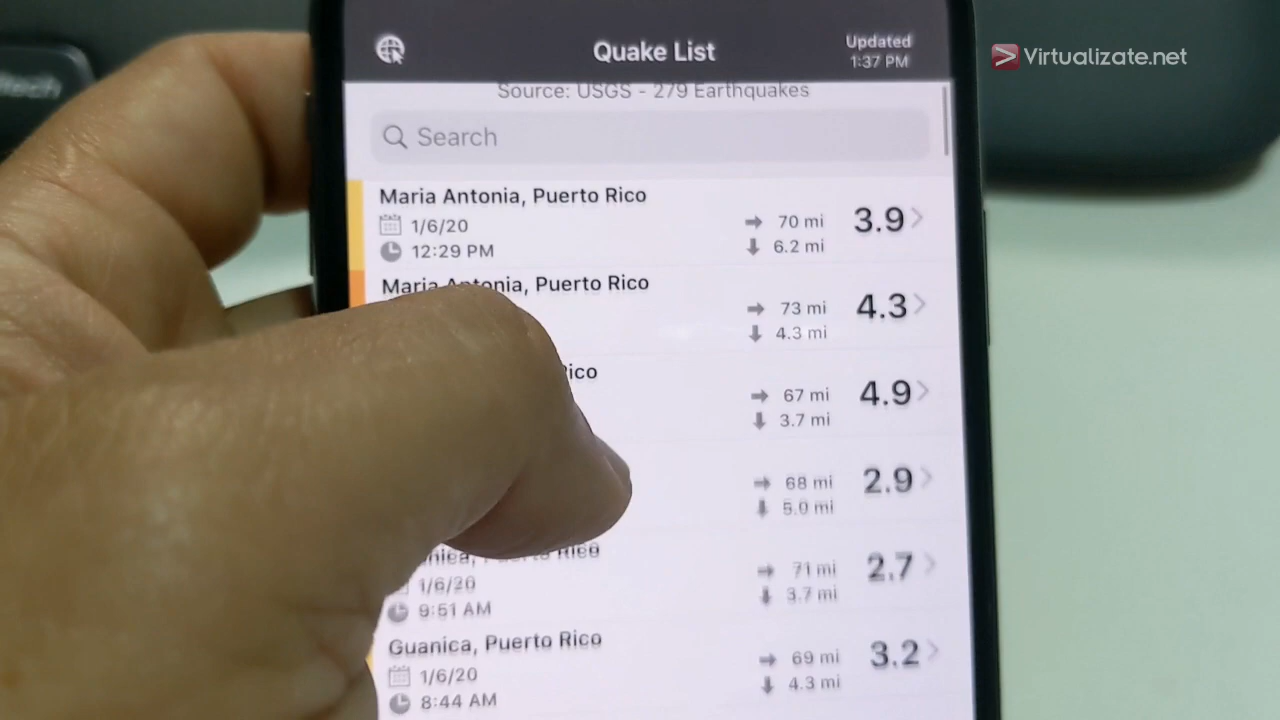 Quake List
Updated
1:37 PM
Virtualizate.net
Source: USGS - 279 Earthquakes
Search
Maria Antonia, Puerto Rico
1/6/20
12:29 PM
70 mi
6.2 mi
3.9
Maria Antonia, Puerto Rico
73 mi
4.3 mi
4.3
67 mi
3.7 mi
4.9
68 mi
5.0 mi
2.9
Rico
1/6/20
9:51 AM
71 mi
3.7 mi
2.7
Guanica, Puerto Rico
1/6/20
8:44 AM
69 mi
4.3 mi
3.2